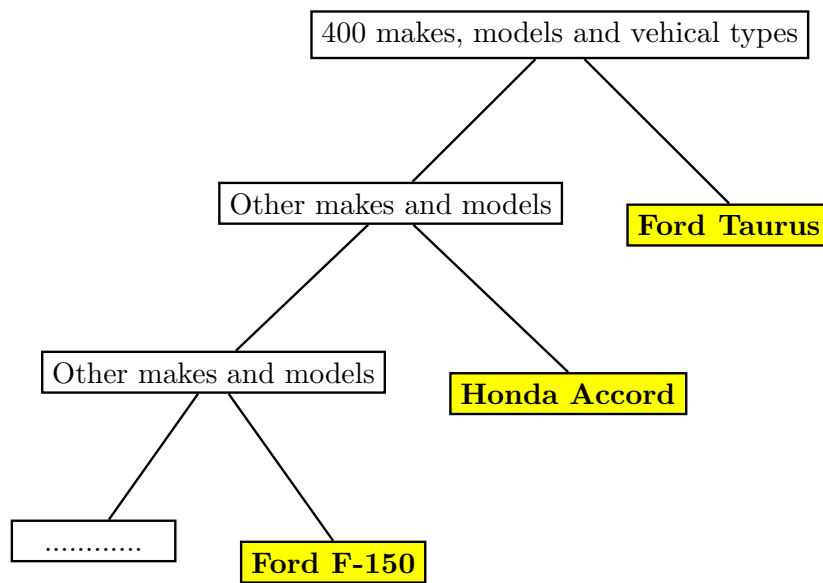 400 makes, models and vehical types
Other makes and models
Ford Taurus
Other makes and models
Honda Accord
............
Ford F-150